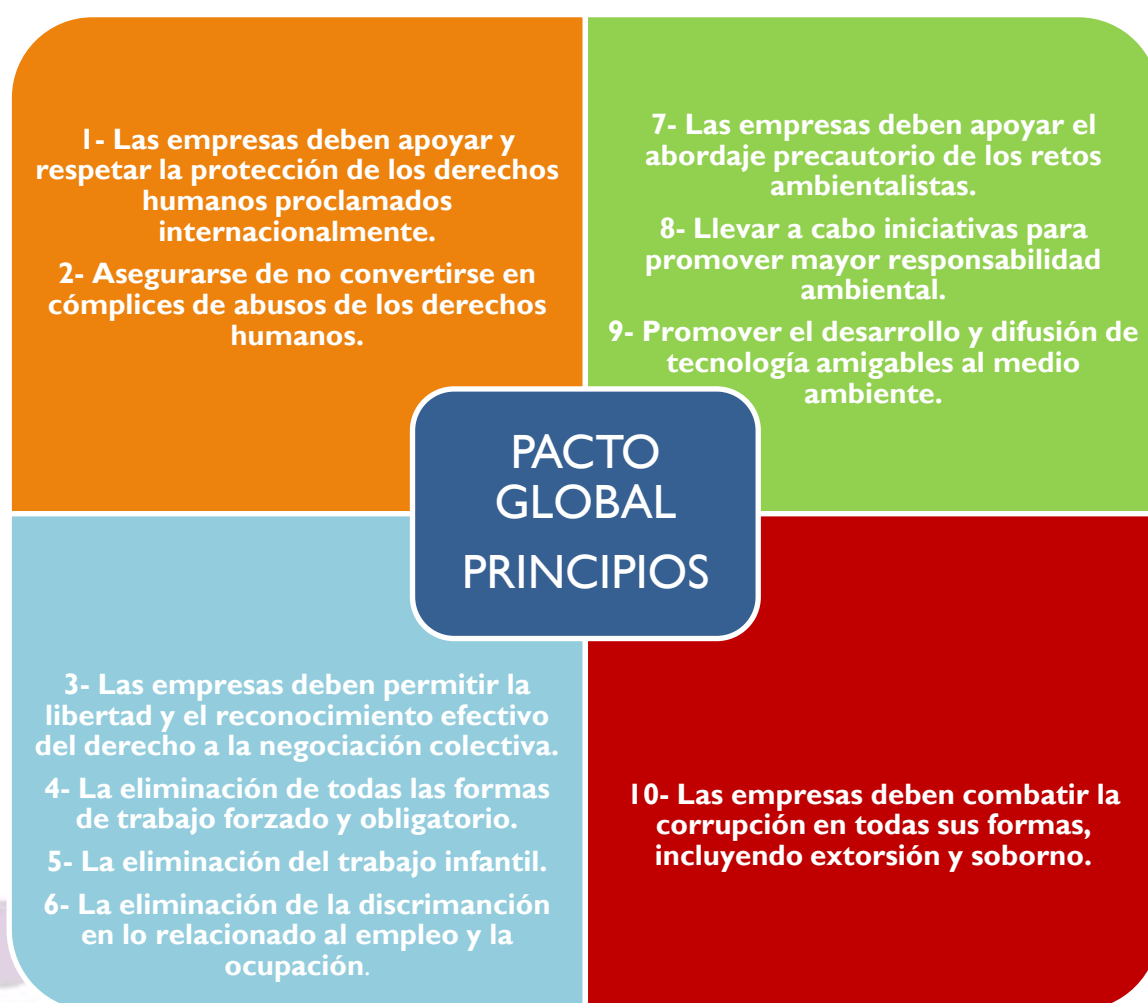 1- Las empresas deben apoyar y
respetar la protección de los derechos
humanos proclamados
internacionalmente.
2- Asegurarse de no convertirse en
cómplices de abusos de los derechos
humanos.
7- Las empresas deben apoyar el
abordaje precautorio de los retos
ambientalistas.
8- Llevar a cabo iniciativas para
promover mayor responsabilidad
ambiental.
9- Promover el desarrollo y difusión de
tecnología amigables al medio
ambiente.
PACTO
GLOBAL
PRINCIPIOS
3- Las empresas deben permitir la
libertad y el reconocimiento efectivo
del derecho a la negociación colectiva.
4- La eliminación de todas las formas
de trabajo forzado y obligatorio.
5- La eliminación del trabajo infantil.
6- La eliminación de la discrimanción
en lo relacionado al empleo y la
ocupación.
10- Las empresas deben combatir la
corrupción en todas sus formas,
incluyendo extorsión y soborno.